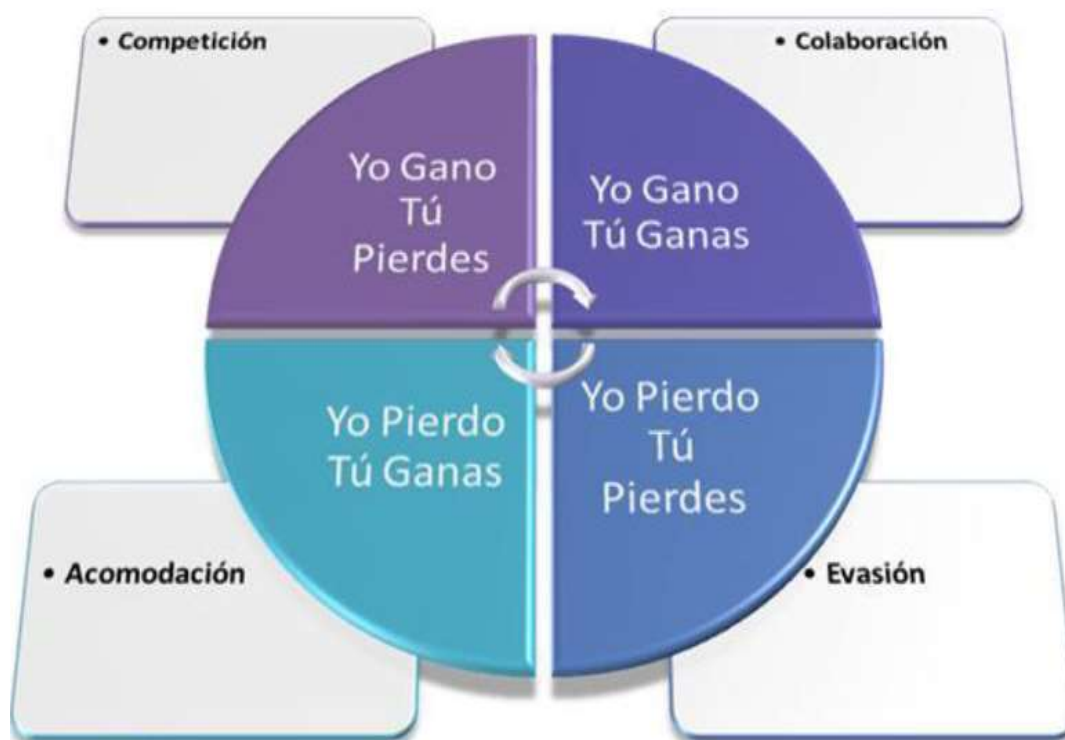 • Competición
• Colaboración
Yo Gano
Tú
Pierdes
Yo Gano
Tú Ganas
Yo Pierdo
Tú Ganas
Yo Pierdo
Tú
Pierdes
• Acomodación
• Evasión